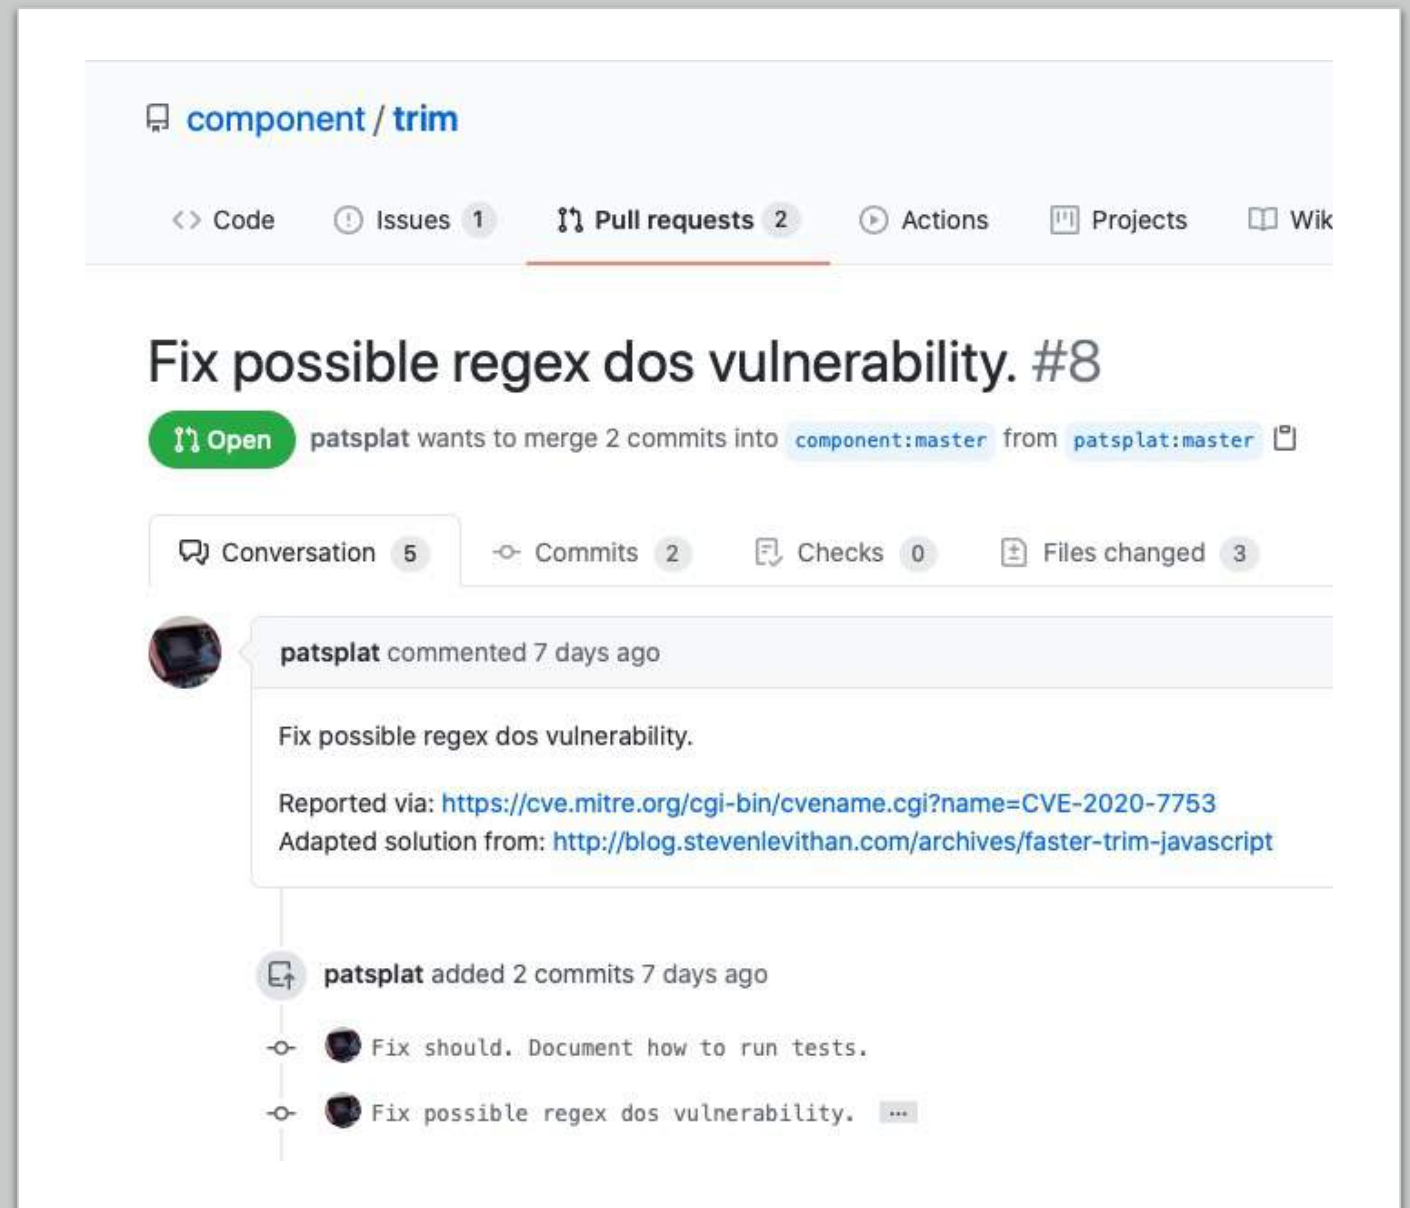 component / trim
Code Issues 1 Pull requests 2 Actions Projects Wik
Fix possible regex dos vulnerability. #8
Open patsplat wants to merge 2 commits into component:master from patsplat:master
Conversation 5 Commits 2 Checks 0 Files changed 3
patsplat commented 7 days ago
Fix possible regex dos vulnerability.
Reported via: https://cve.mitre.org/cgi-bin/cvename.cgi?name=CVE-2020-7753
Adapted solution from: http://blog.stevenlevithan.com/archives/faster-trim-javascript
patsplat added 2 commits 7 days ago
Fix should. Document how to run tests.
Fix possible regex dos vulnerability. ...